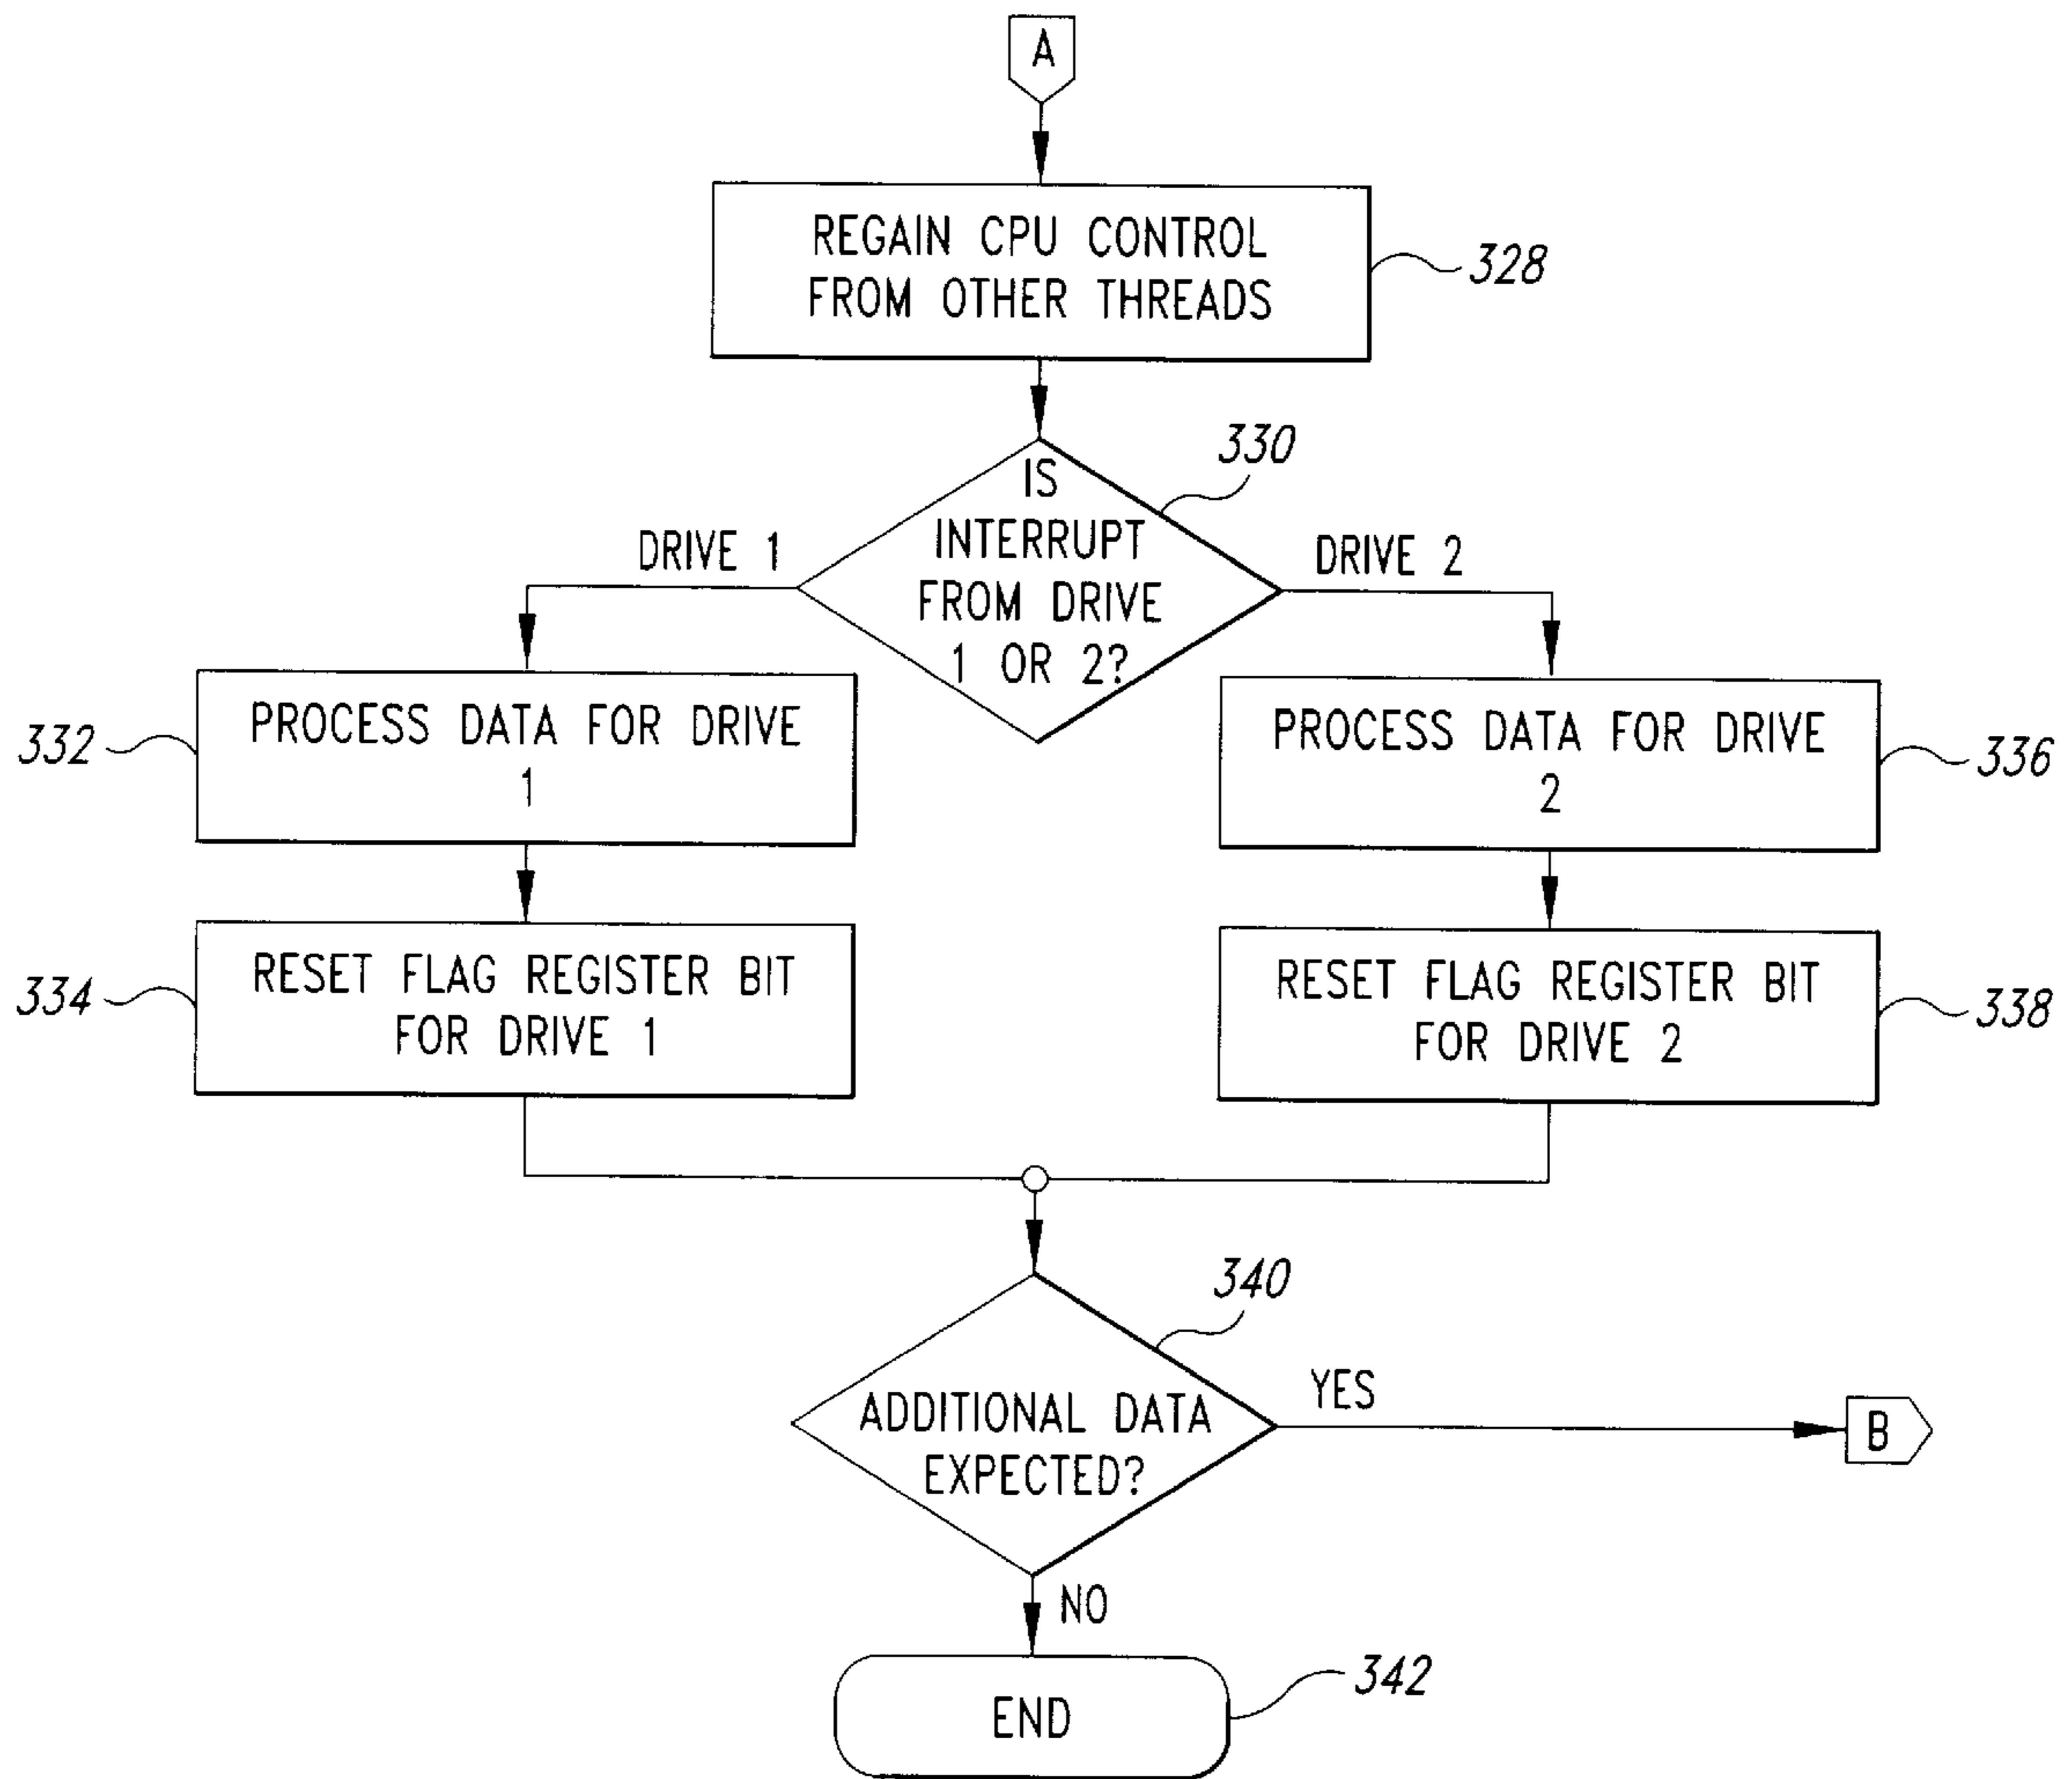 A
REGAIN CPU CONTROL
FROM OTHER THREADS
328
330
IS
INTERRUPT
FROM DRIVE
1 OR 2?
DRIVE 1
DRIVE 2
332
PROCESS DATA FOR DRIVE
1
PROCESS DATA FOR DRIVE
2
336
334
RESET FLAG REGISTER BIT
FOR DRIVE 1
RESET FLAG REGISTER BIT
FOR DRIVE 2
338
340
ADDITIONAL DATA
EXPECTED?
YES
B
NO
END
342